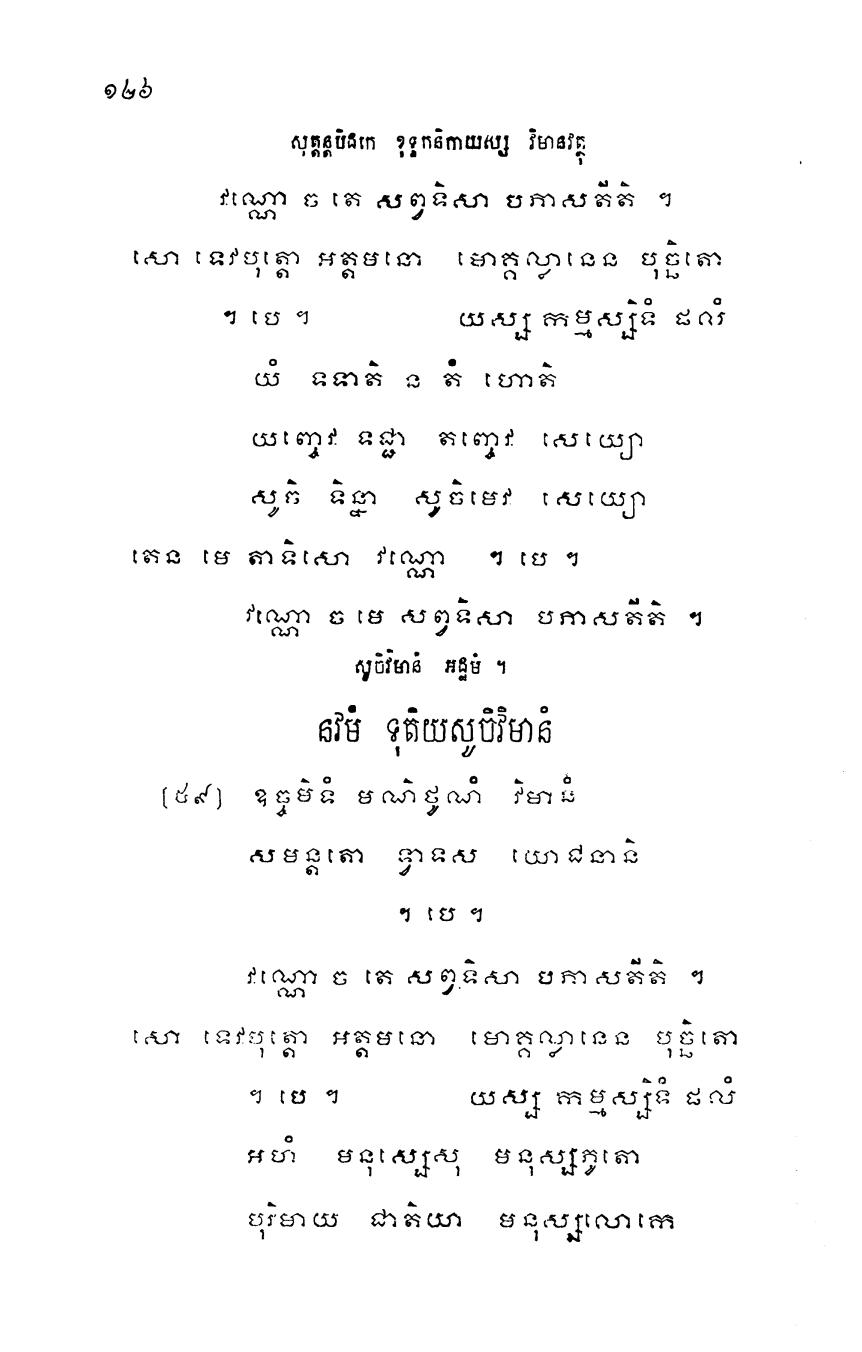 ១២៦
សុត្តន្តបិដកេ ខុទ្ទកនិកាយស្ស វិមានវត្ថុ
វណ្ណោ ច តេ សព្វទិសា បភាសតីតិ ។
សោ ទេវបុត្តោ អត្តមនោ មោគ្គល្លានេន បុច្ឆិតោ
។ បេ ។ យស្ស កម្មស្សិទំ ផលំ
យំ ទទាតិ ន តំ ហោតិ
យញ្ចេវ ទជ្ជា តញ្ចេវ សេយ្យោ
សូចិ ទិន្នា សូចិមេវ សេយ្យោ
តេន មេ តាទិសោ វណ្ណោ ។ បេ ។
វណ្ណោ ច មេ សព្វទិសា បភាសតីតិ ។
សូចិវិមានំ អដ្ឋមំ ។
នវមំ ទុតិយសូចិវិមានំ
[៥៩] ឧច្ចមិទំ មណិថូណំ វិមានំ
សមន្តតោ ទ្វាទស យោជនានិ
។ បេ ។
វណ្ណោ ច តេ សព្វទិសា បភាសតីតិ ។
សោ ទេវបុត្តោ អត្តមនោ មោគ្គល្លានេន បុច្ឆិតោ
។ បេ ។ យស្ស កម្មស្សិទំ ផលំ
អហំ មនុស្សេសុ មនុស្សភូតោ
បុរិមាយ ជាតិយា មនុស្សលោកេ